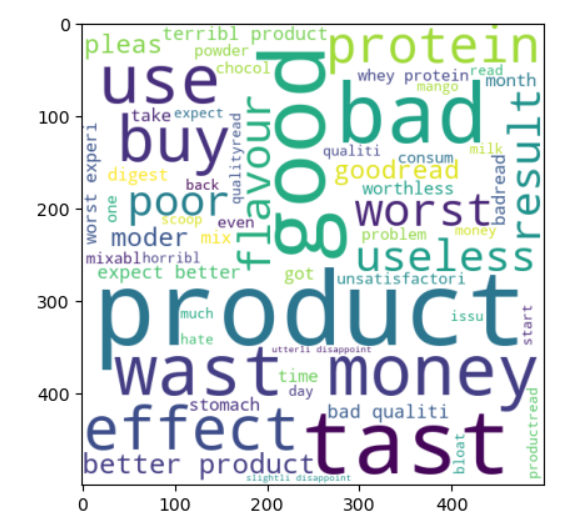 0
100
200
300
400
0 100 200 300 400
terribl product
pleas
powder
protein
use
chocol
good
whey protein
read
month
mango
take
expect
bad
buy
worst experi
qualityread
flavour
qualiti
consum
milk
result
digest
back
goodread
badread
one
poor
worthless
worst
scoop
even
moder
mix
problem
money
mixabl
horribl
useless
expect better
got
unsatisfactori
product
much
issu
start
hate
utterli disappoint
wast money
time
day
stomach
bad qualiti
productread
effect
tast
bloat
better product
slightli disappoint